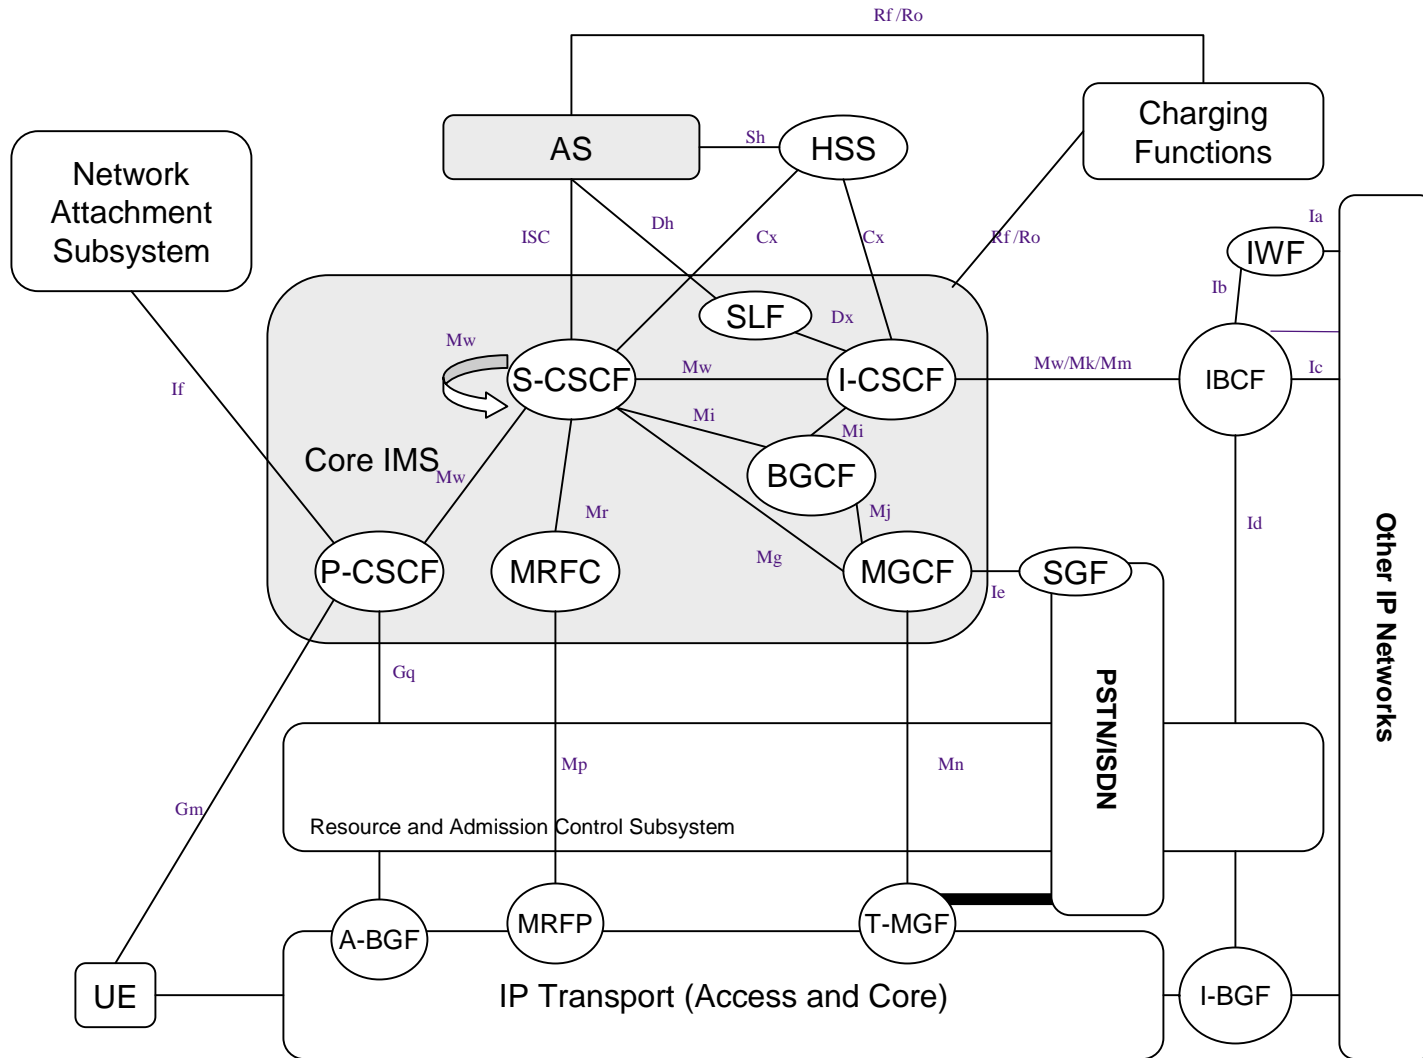 Rf /Ro
Charging
Functions
AS
Sh
HSS
Network
Attachment
Subsystem
Dh
ISC
Cx
Cx
Rf /Ro
Ia
IWF
Ib
SLF
Dx
Mw
S-CSCF
Mw
I-CSCF
Mw/Mk/Mm
IBCF
Ic
If
Mi
Mi
Core IMS
Mw
BGCF
Mr
Mj
Id
Mg
P-CSCF
MRFC
MGCF
Ie
SGF
Other IP Networks
Gq
PSTN/ISDN
Mp
Mn
Gm
Resource and Admission Control Subsystem
A-BGF
MRFP
T-MGF
UE
IP Transport (Access and Core)
I-BGF